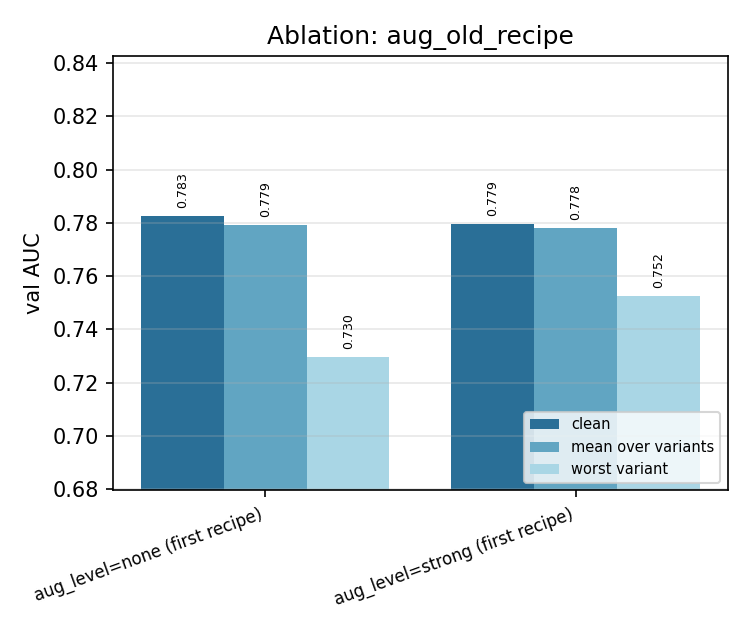 Ablation: aug_old_recipe
val AUC
0.84
0.82
0.80
0.78
0.76
0.74
0.72
0.70
0.68
0.783
0.779
0.730
0.779
0.778
0.752
clean
mean over variants
worst variant
aug_level=none (first recipe)
aug_level=strong (first recipe)